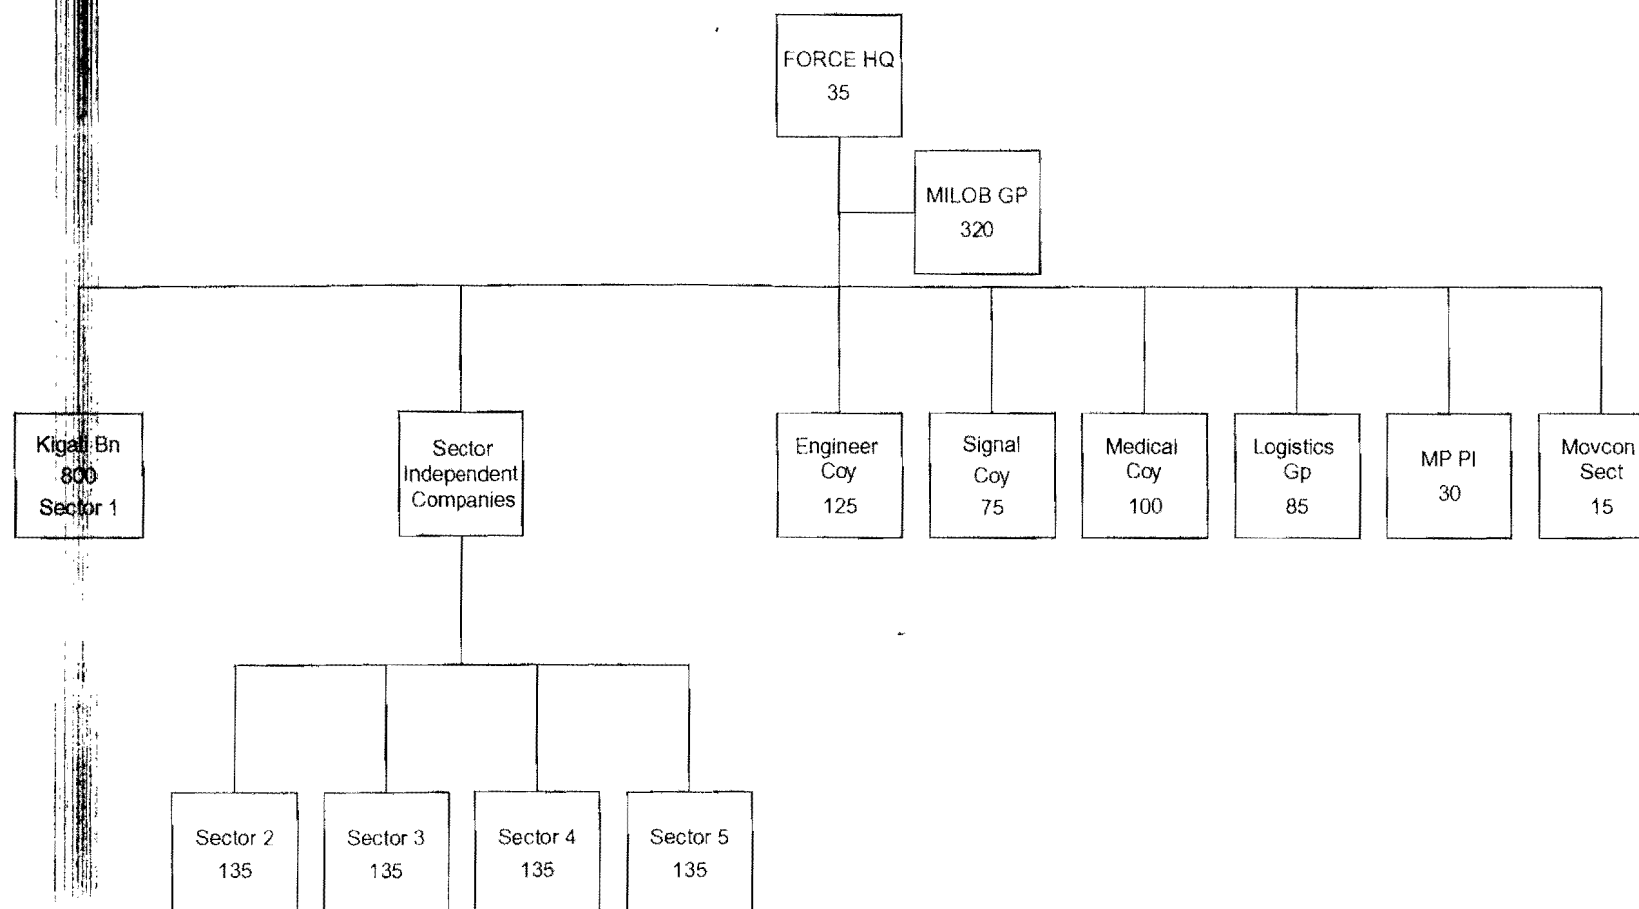 FORCE HQ
35
MILOB GP
320
Kigali Bn
800
Sector 1
Sector
Independent
Companies
Engineer
Coy
125
Signal
Coy
75
Medical
Coy
100
Logistics
Gp
85
MP Pl
30
Movcon
Sect
15
Sector 2
135
Sector 3
135
Sector 4
135
Sector 5
135